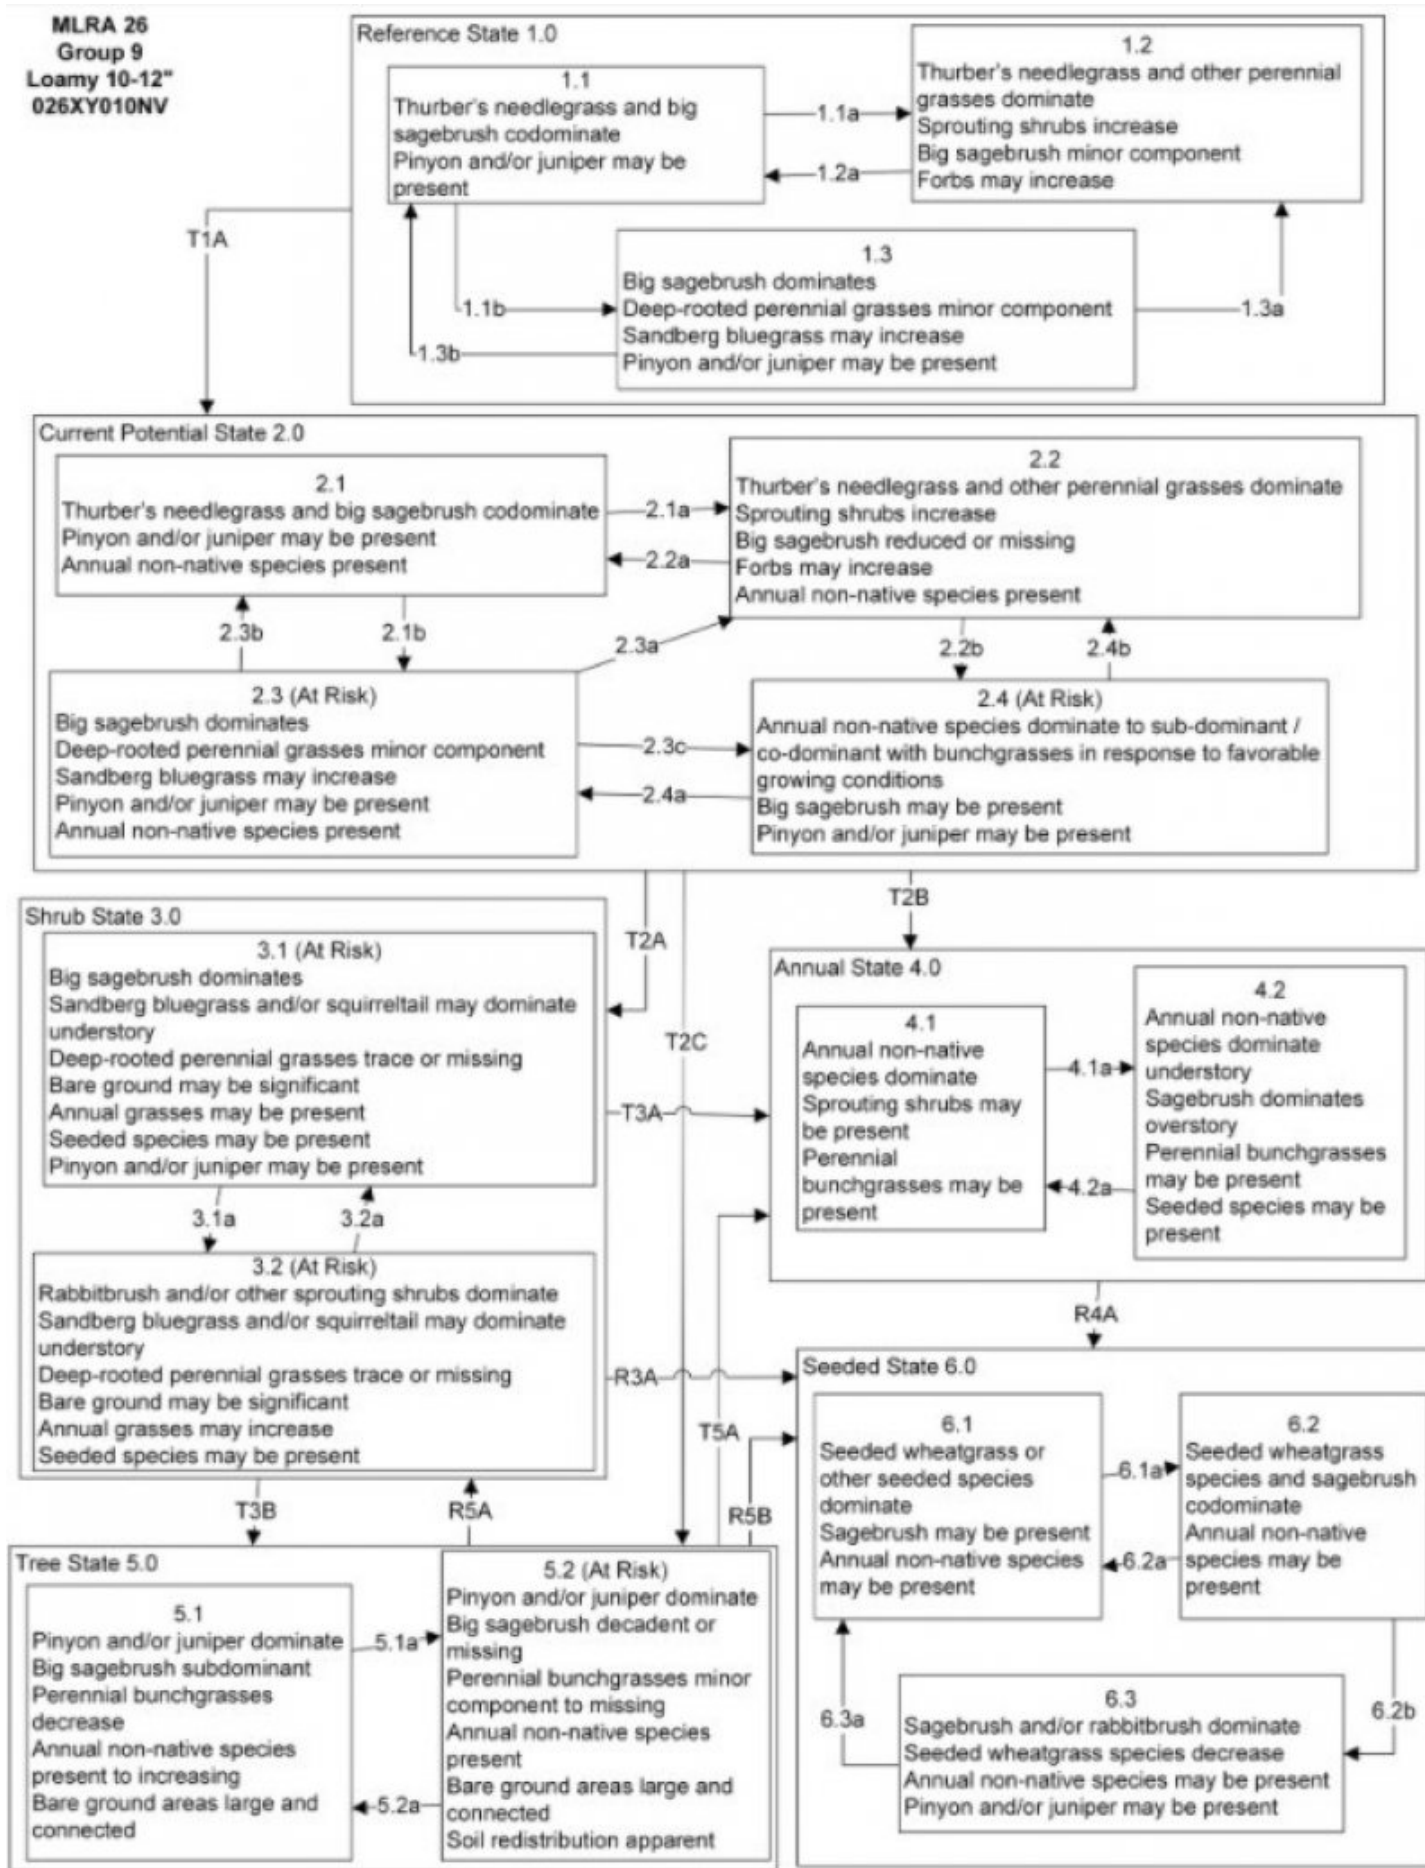 MLRA 26
Group 9
Loamy 10-12"
026XY010NV
Reference State 1.0
1.1
Thurber's needlegrass and big
sagebrush codominate
Pinyon and/or juniper may be
present
1.1a
1.2a
1.2
Thurber's needlegrass and other perennial
grasses dominate
Sprouting shrubs increase
Big sagebrush minor component
Forbs may increase
T1A
1.1b
1.3b
1.3
Big sagebrush dominates
Deep-rooted perennial grasses minor component
Sandberg bluegrass may increase
Pinyon and/or juniper may be present
1.3a
Current Potential State 2.0
2.1
Thurber's needlegrass and big sagebrush codominate
Pinyon and/or juniper may be present
Annual non-native species present
2.1a
2.2a
2.2
Thurber's needlegrass and other perennial grasses dominate
Sprouting shrubs increase
Big sagebrush reduced or missing
Forbs may increase
Annual non-native species present
2.3b
2.1b
2.3a
2.2b
2.4b
2.3 (At Risk)
Big sagebrush dominates
Deep-rooted perennial grasses minor component
Sandberg bluegrass may increase
Pinyon and/or juniper may be present
Annual non-native species present
2.3c
2.4a
2.4 (At Risk)
Annual non-native species dominate to sub-dominant /
co-dominant with bunchgrasses in response to favorable
growing conditions
Big sagebrush may be present
Pinyon and/or juniper may be present
T2A
T2C
T2B
Shrub State 3.0
3.1 (At Risk)
Big sagebrush dominates
Sandberg bluegrass and/or squirreltail may dominate
understory
Deep-rooted perennial grasses trace or missing
Bare ground may be significant
Annual grasses may be present
Seeded species may be present
Pinyon and/or juniper may be present
T3A
3.1a
3.2a
3.2 (At Risk)
Rabbitbrush and/or other sprouting shrubs dominate
Sandberg bluegrass and/or squirreltail may dominate
understory
Deep-rooted perennial grasses trace or missing
Bare ground may be significant
Annual grasses may increase
Seeded species may be present
R3A
Annual State 4.0
4.1
Annual non-native
species dominate
Sprouting shrubs may
be present
Perennial
bunchgrasses may be
present
4.1a
4.2a
4.2
Annual non-native
species dominate
understory
Sagebrush dominates
overstory
Perennial bunchgrasses
may be present
Seeded species may be
present
R4A
T3B
R5A
T5A
R5B
Tree State 5.0
5.1
Pinyon and/or juniper dominate
Big sagebrush subdominant
Perennial bunchgrasses
decrease
Annual non-native species
present to increasing
Bare ground areas large and
connected
5.1a
5.2a
5.2 (At Risk)
Pinyon and/or juniper dominate
Big sagebrush decadent or
missing
Perennial bunchgrasses minor
component to missing
Annual non-native species
present
Bare ground areas large and
connected
Soil redistribution apparent
Seeded State 6.0
6.1
Seeded wheatgrass or
other seeded species
dominate
Sagebrush may be present
Annual non-native species
may be present
6.1a
6.2a
6.2
Seeded wheatgrass
species and sagebrush
codominate
Annual non-native
species may be
present
6.3a
6.2b
6.3
Sagebrush and/or rabbitbrush dominate
Seeded wheatgrass species decrease
Annual non-native species may be present
Pinyon and/or juniper may be present